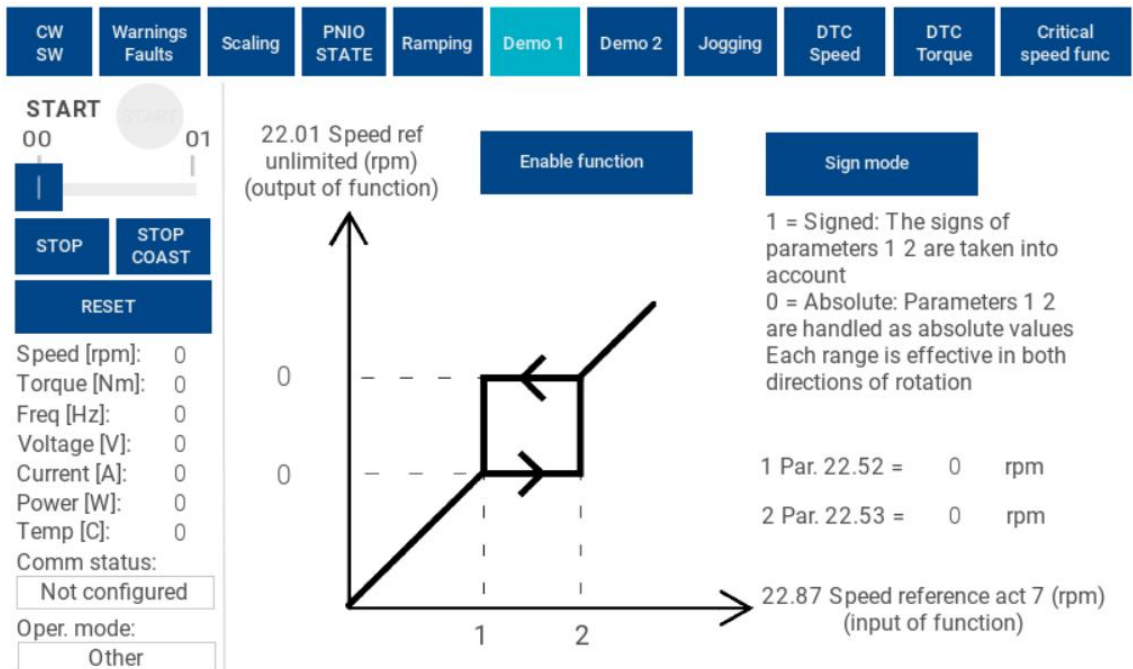 CW
SW
Warnings
Faults
Scaling
PNIO
STATE
Ramping
Demo 1
Demo 2
Jogging
DTC
Speed
DTC
Torque
Critical
speed func
START
START
00
01
STOP
STOP
COAST
RESET
Speed [rpm]: 0
Torque [Nm]: 0
Freq [Hz]: 0
Voltage [V]: 0
Current [A]: 0
Power [W]: 0
Temp [C]: 0
Comm status:
Not configured
Oper. mode:
Other
22.01 Speed ref
unlimited (rpm)
(output of function)
Enable function
Sign mode
1 = Signed: The signs of
parameters 1 2 are taken into
account
0 = Absolute: Parameters 1 2
are handled as absolute values
Each range is effective in both
directions of rotation
0
0
1 Par. 22.52 = 0 rpm
2 Par. 22.53 = 0 rpm
22.87 Speed reference act 7 (rpm)
(input of function)
1
2